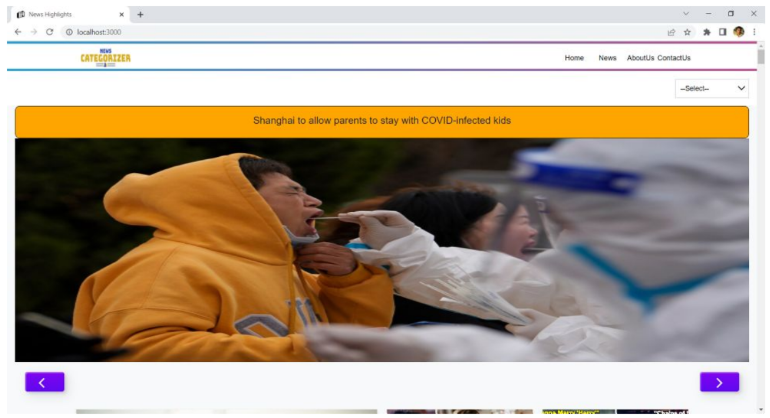 News Highlights
localhost:3000
NEWS
CATEGORIZER
Home News AboutUs ContactUs
--Select--
Shanghai to allow parents to stay with COVID-infected kids